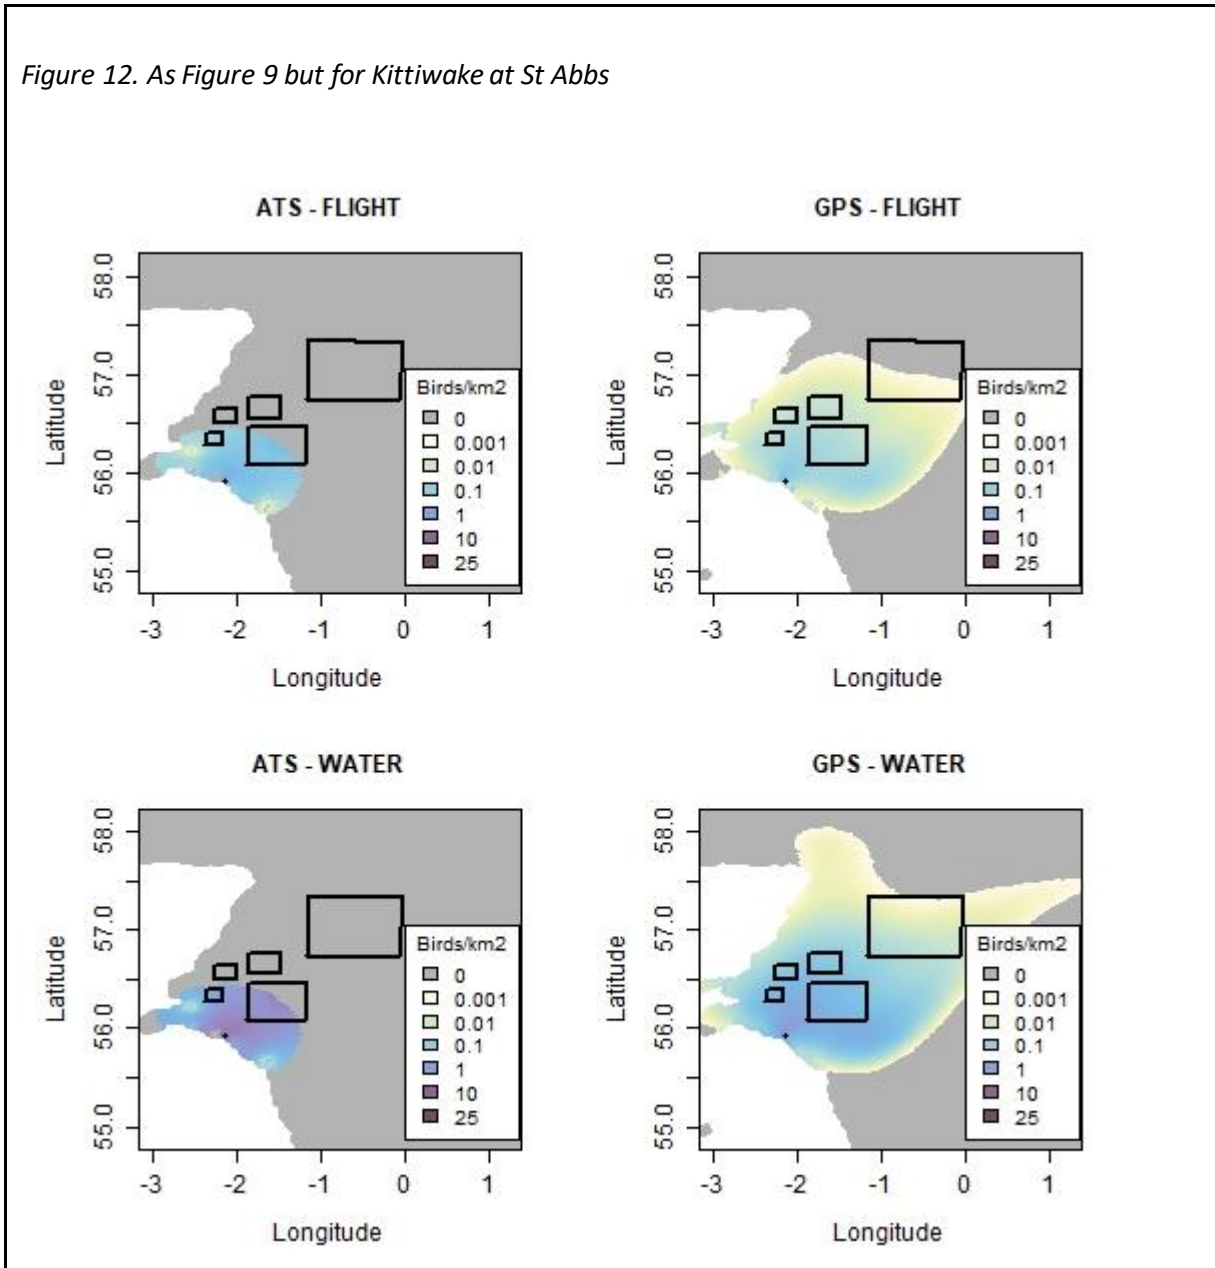 Figure 12. As Figure 9 but for Kittiwake at St Abbs
ATS - FLIGHT
58.0
57.0
56.0
55.0
Latitude
Birds/km2
0
0.001
0.01
0.1
1
10
25
-3 -2 -1 0 1
Longitude
GPS - FLIGHT
58.0
57.0
56.0
55.0
Latitude
Birds/km2
0
0.001
0.01
0.1
1
10
25
-3 -2 -1 0 1
Longitude
ATS - WATER
58.0
57.0
56.0
55.0
Latitude
Birds/km2
0
0.001
0.01
0.1
1
10
25
-3 -2 -1 0 1
Longitude
GPS - WATER
58.0
57.0
56.0
55.0
Latitude
Birds/km2
0
0.001
0.01
0.1
1
10
25
-3 -2 -1 0 1
Longitude